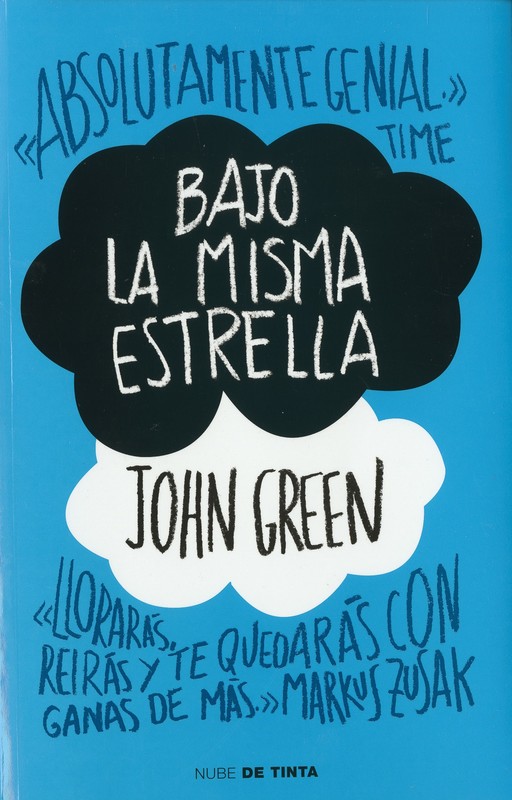 «ABSOLUTAMENTE GENIAL.»
TIME
BAJO
LA MISMA
ESTRELLA
JOHN GREEN
«LLORARÁS,
REIRÁS Y TE QUEDARÁS CON
GANAS DE MÁS.» MARKUS ZUSAK
NUBE DE TINTA